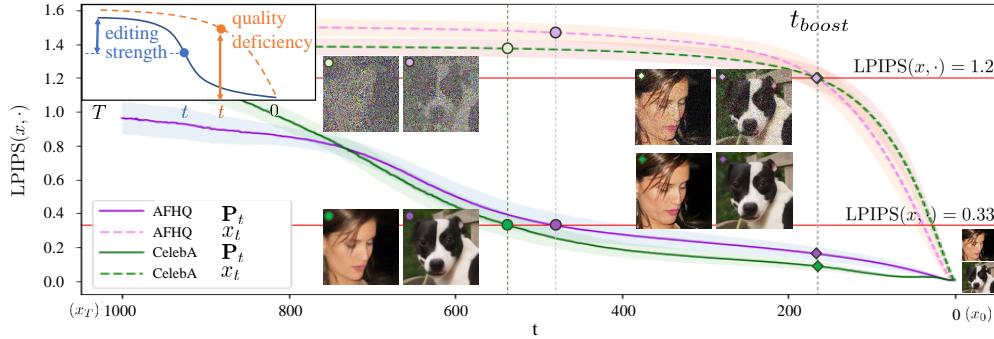 1.6
1.4
1.2
1.0
0.8
0.6
0.4
0.2
0.0
LPIPS(x,·)
T
editing
strength
quality
deficiency
t
t
0
t_boost
LPIPS(x,·) = 1.2
LPIPS(x,·) = 0.33
AFHQ P_t
AFHQ x_t
CelebA P_t
CelebA x_t
(x_T) 1000
800
600
400
200
0 (x_0)
t